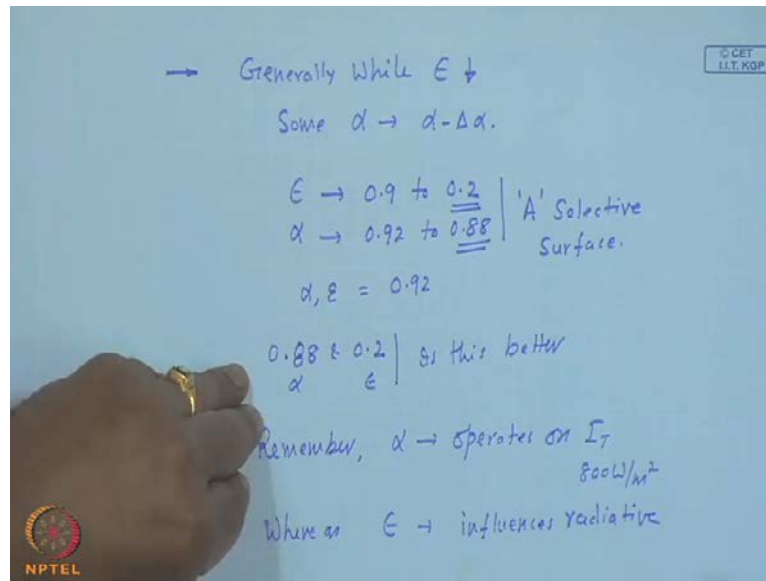 → Generally While ϵ ↓
© CET
I.I.T. KGP
Some α → α-Δα.
ϵ → 0.9 to 0.2
α → 0.92 to 0.88
'A' Selective
Surface.
α, ε = 0.92
0.88 & 0.2 | Is this better
α ϵ
Remember, α → operates on I_T
800W/m²
Where as ϵ → influences radiative
NPTEL